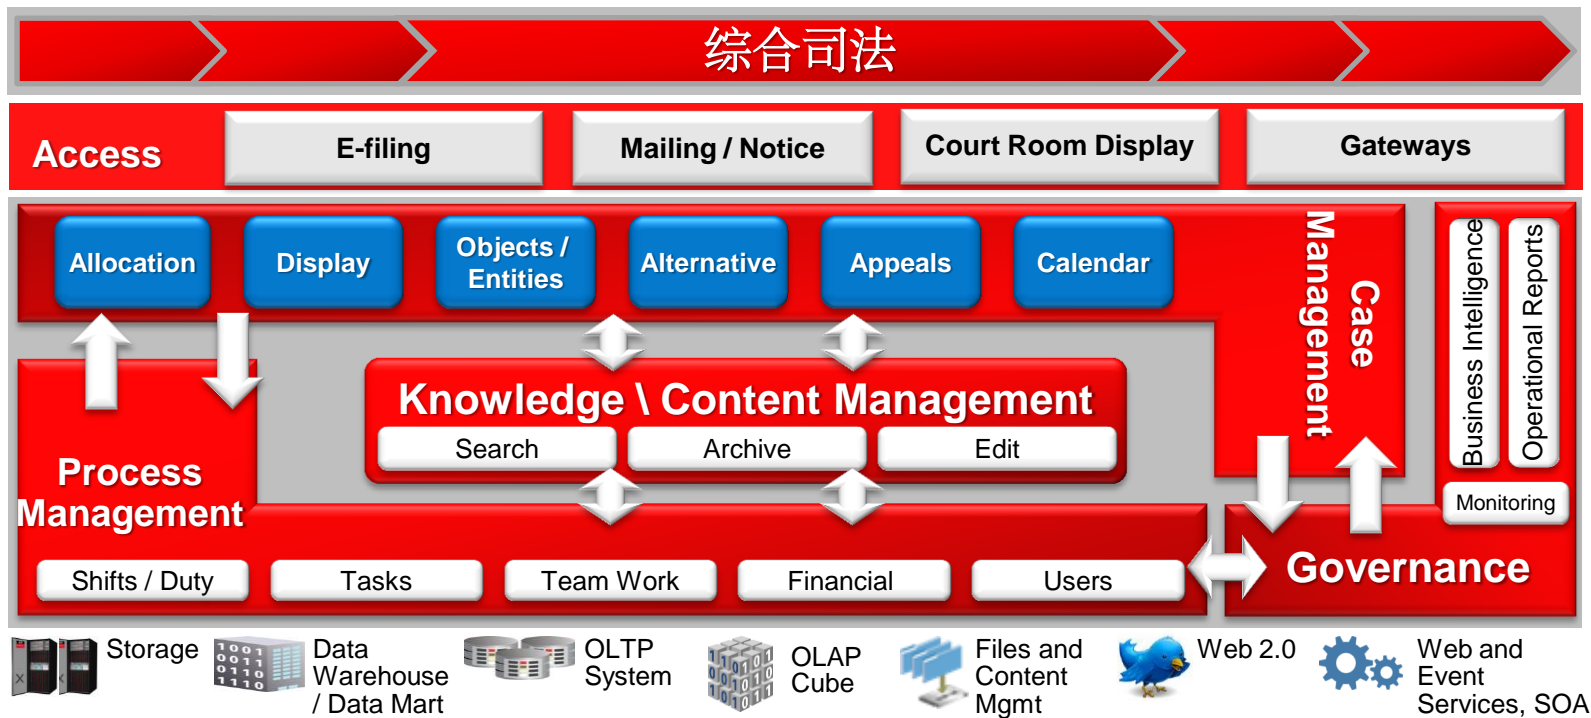 综合司法
Access
E-filing
Mailing / Notice
Court Room Display
Gateways
Allocation
Display
Objects /
Entities
Alternative
Appeals
Calendar
Case
Management
Business Intelligence
Operational Reports
Monitoring
Knowledge \ Content Management
Search
Archive
Edit
Process
Management
Shifts / Duty
Tasks
Team Work
Financial
Users
Governance
Storage
Data
Warehouse
/ Data Mart
OLTP
System
OLAP
Cube
Files and
Content
Mgmt
Web 2.0
Web and
Event
Services, SOA